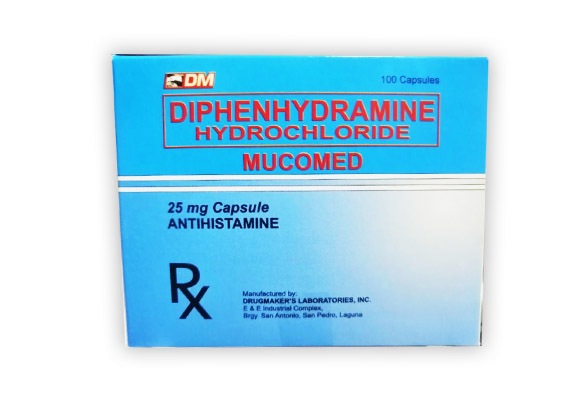 DM
100 Capsules
DIPHENHYDRAMINE
HYDROCHLORIDE
MUCOMED
25 mg Capsule
ANTIHISTAMINE
Rx
Manufactured by:
DRUGMAKER'S LABORATORIES, INC.
E & E Industrial Complex,
Brgy. San Antonio, San Pedro, Laguna